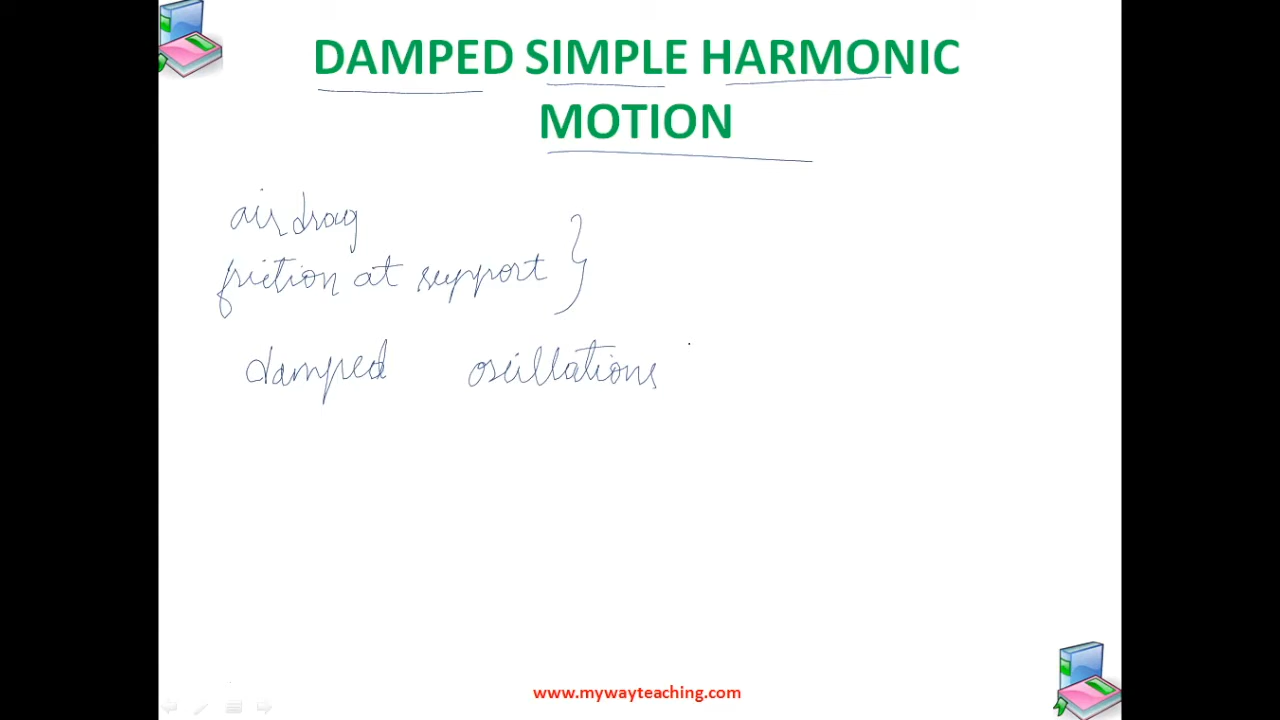 DAMPED SIMPLE HARMONIC
MOTION
air drag
friction at support }
damped oscillations
www.mywayteaching.com